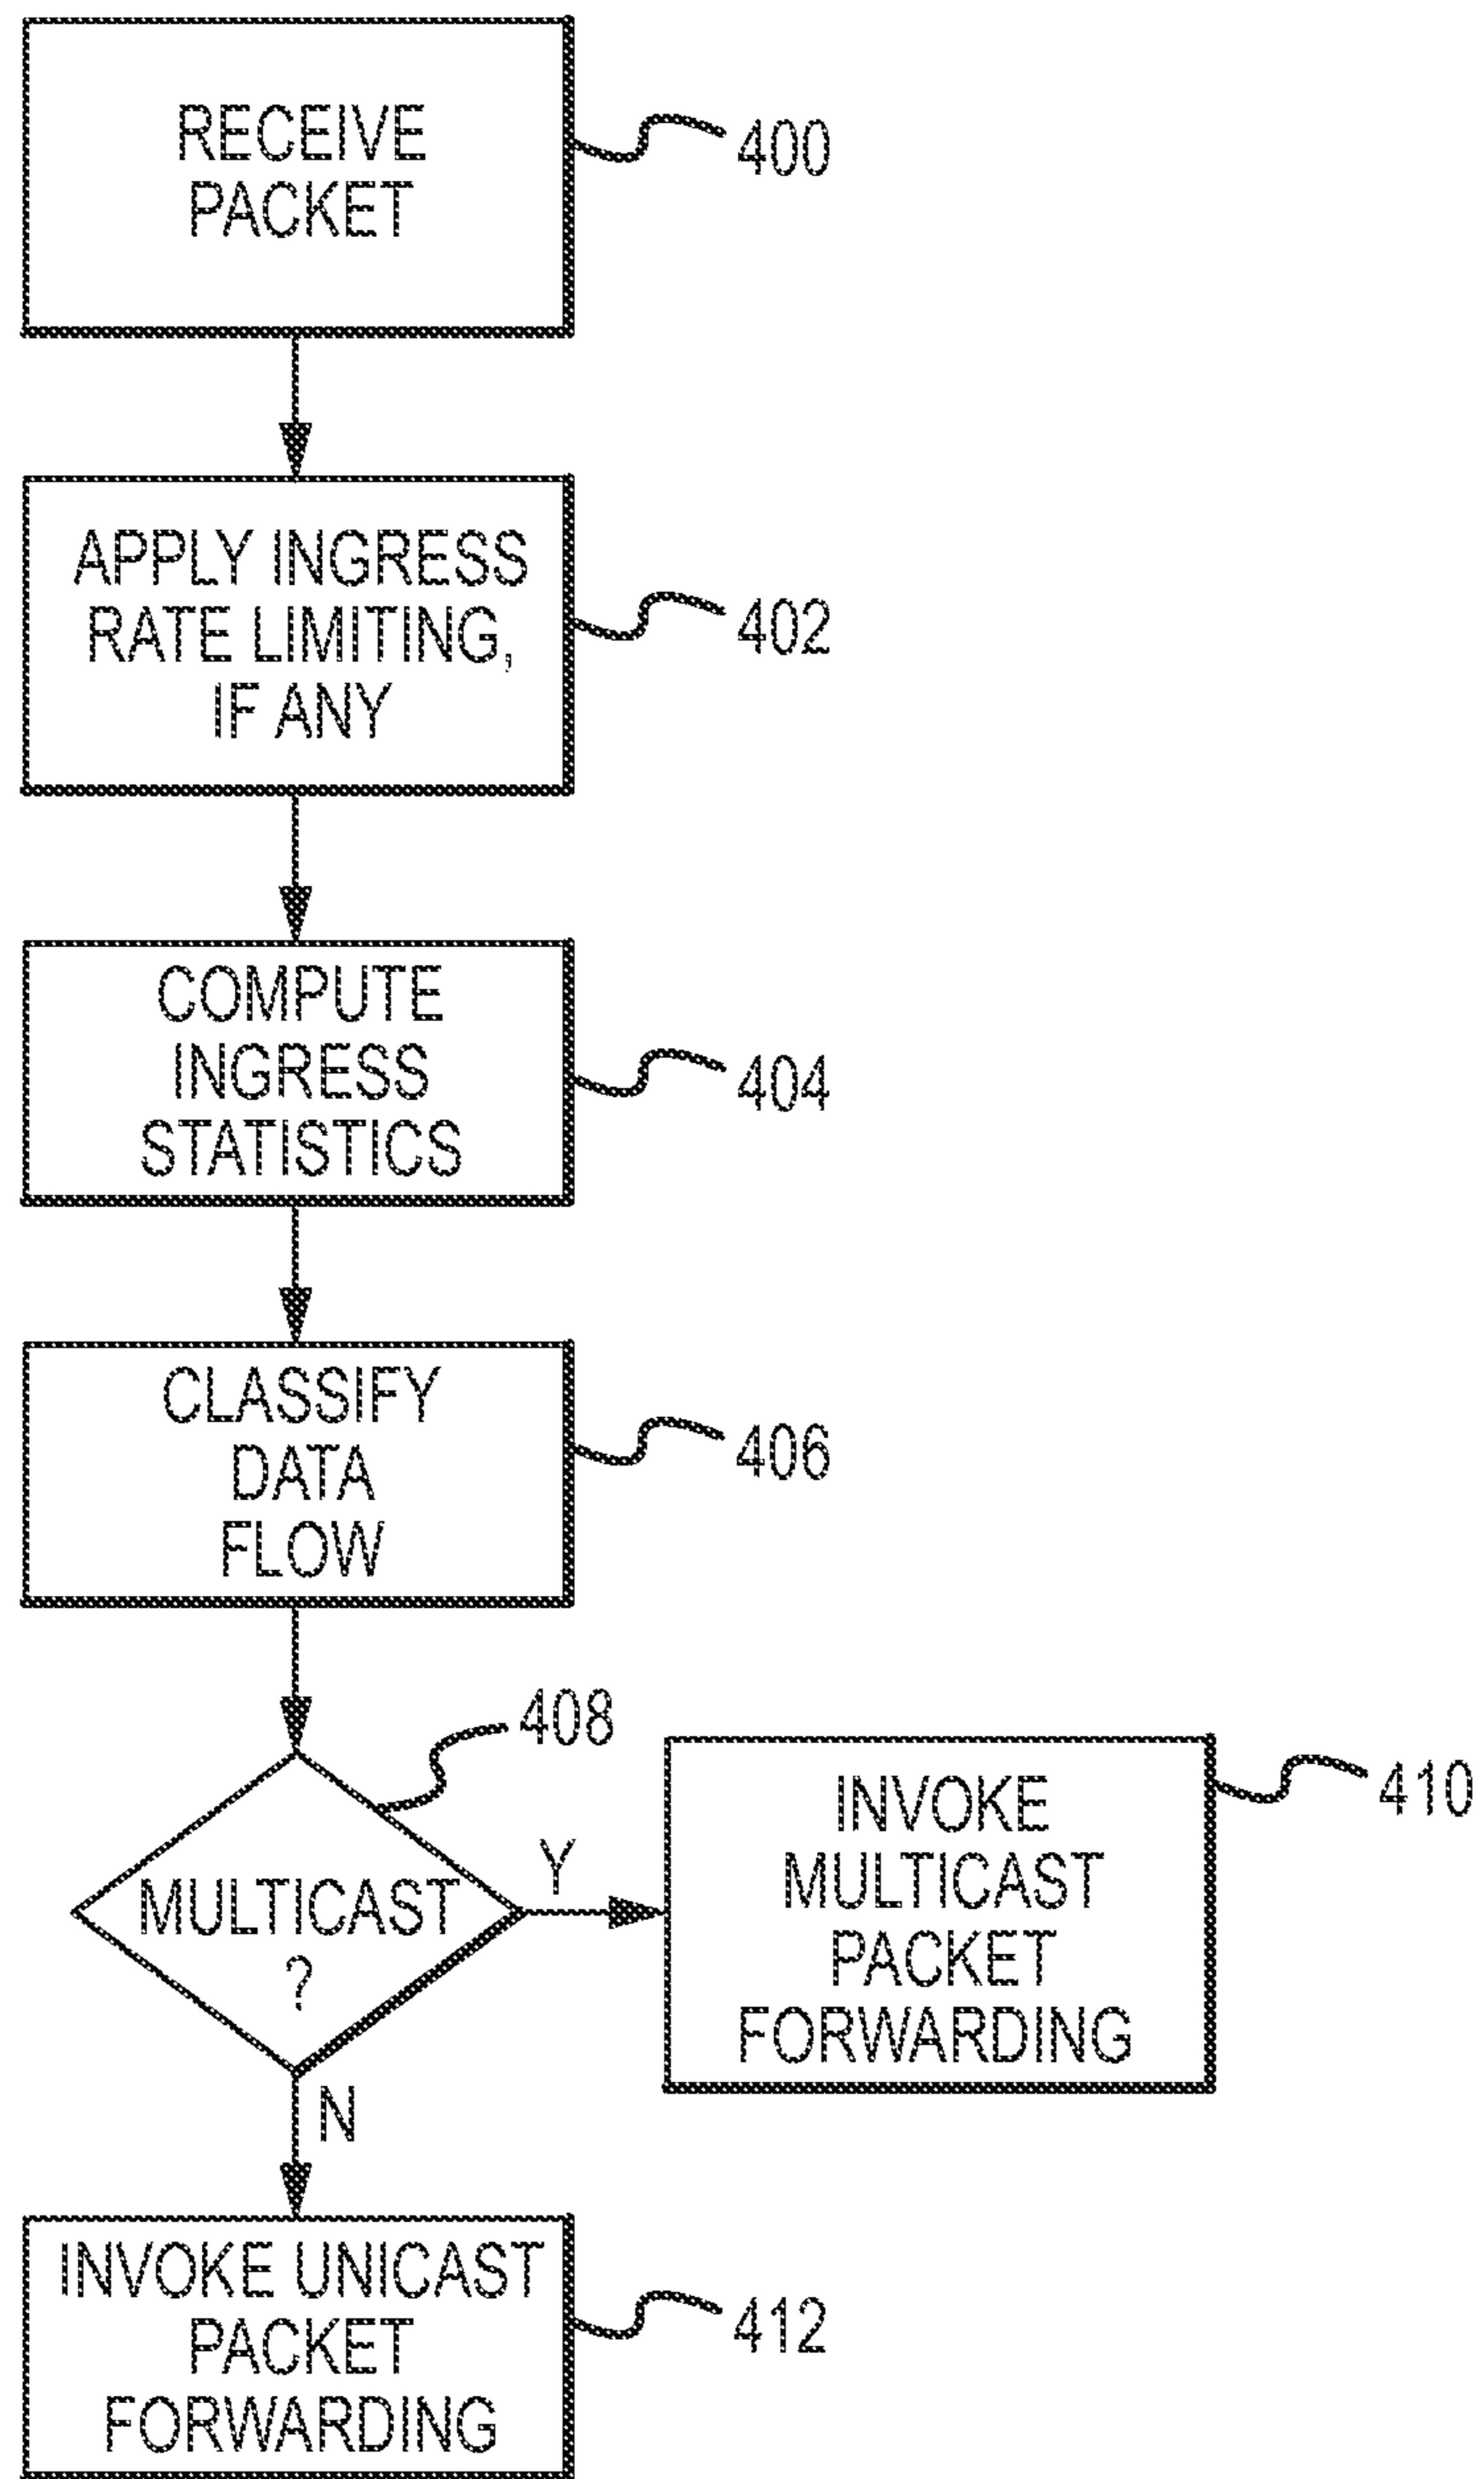 RECEIVE
PACKET
400
APPLY INGRESS
RATE LIMITING,
IF ANY
402
COMPUTE
INGRESS
STATISTICS
404
CLASSIFY
DATA
FLOW
406
408
MULTICAST
?
Y
N
INVOKE
MULTICAST
PACKET
FORWARDING
410
INVOKE UNICAST
PACKET
FORWARDING
412